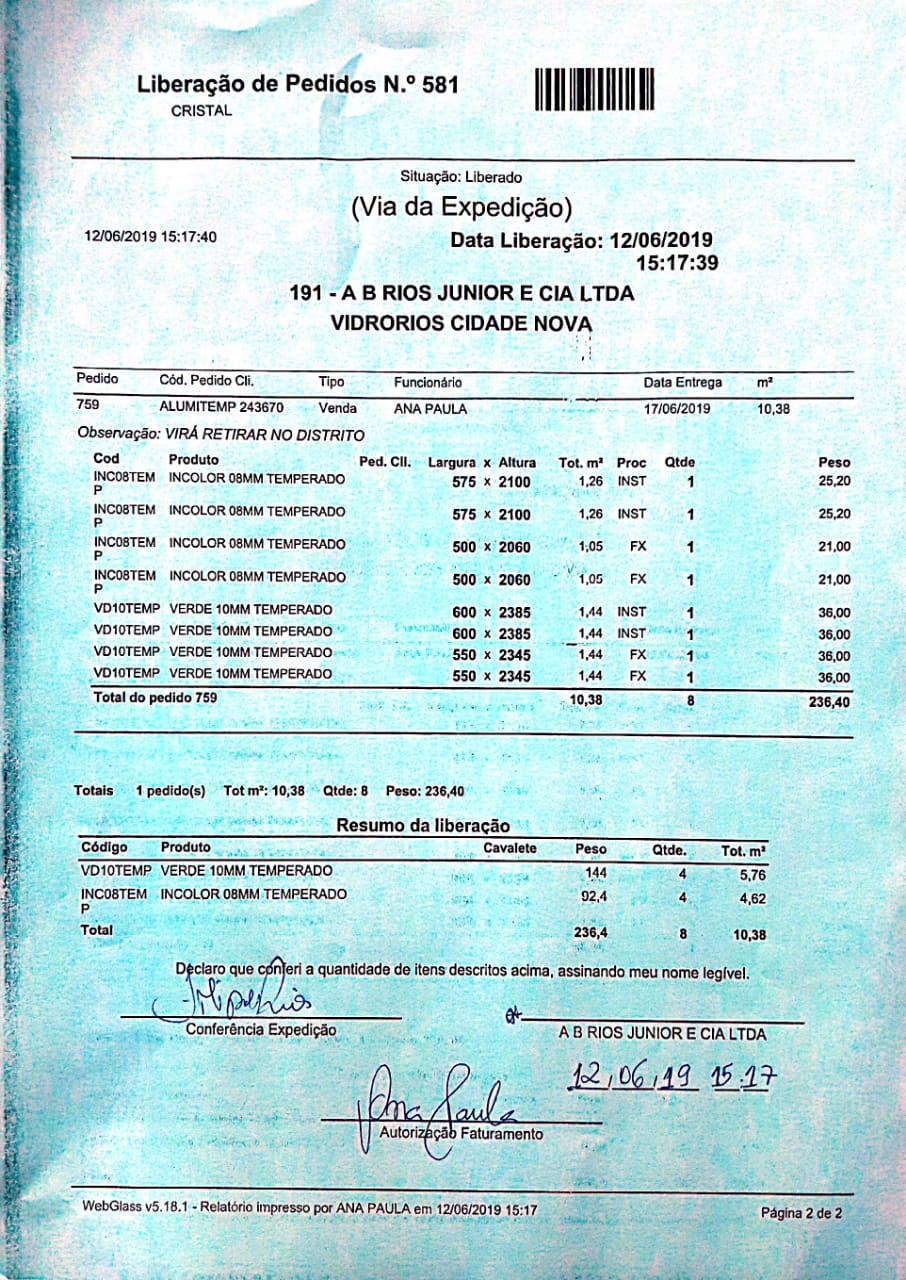 Liberação de Pedidos N.º 581
CRISTAL
Situação: Liberado
(Via da Expedição)
12/06/2019 15:17:40
Data Liberação: 12/06/2019
15:17:39
191 - A B RIOS JUNIOR E CIA LTDA
VIDRORIOS CIDADE NOVA
Pedido Cód. Pedido Cli. Tipo Funcionário Data Entrega m²
759 ALUMITEMP 243670 Venda ANA PAULA 17/06/2019 10,38
Observação: VIRÁ RETIRAR NO DISTRITO
Cod Produto Ped. Cli. Largura x Altura Tot. m² Proc Qtde Peso
INC08TEM INCOLOR 08MM TEMPERADO 575 x 2100 1,26 INST 1 25,20
P
INC08TEM INCOLOR 08MM TEMPERADO 575 x 2100 1,26 INST 1 25,20
P
INC08TEM INCOLOR 08MM TEMPERADO 500 x 2060 1,05 FX 1 21,00
P
INC08TEM INCOLOR 08MM TEMPERADO 500 x 2060 1,05 FX 1 21,00
P
VD10TEMP VERDE 10MM TEMPERADO 600 x 2385 1,44 INST 1 36,00
VD10TEMP VERDE 10MM TEMPERADO 600 x 2385 1,44 INST 1 36,00
VD10TEMP VERDE 10MM TEMPERADO 550 x 2345 1,44 FX 1 36,00
VD10TEMP VERDE 10MM TEMPERADO 550 x 2345 1,44 FX 1 36,00
Total do pedido 759 10,38 8 236,40
Totais 1 pedido(s) Tot m²: 10,38 Qtde: 8 Peso: 236,40
Resumo da liberação
Código Produto Cavalete Peso Qtde. Tot. m²
VD10TEMP VERDE 10MM TEMPERADO 144 4 5,76
INC08TEM INCOLOR 08MM TEMPERADO 92,4 4 4,62
P
Total 236,4 8 10,38
Declaro que conferi a quantidade de itens descritos acima, assinando meu nome legível.
Conferência Expedição
A B RIOS JUNIOR E CIA LTDA
12/06/19 15:17
Ana Paula
Autorização Faturamento
WebGlass v5.18.1 - Relatório impresso por ANA PAULA em 12/06/2019 15:17
Página 2 de 2